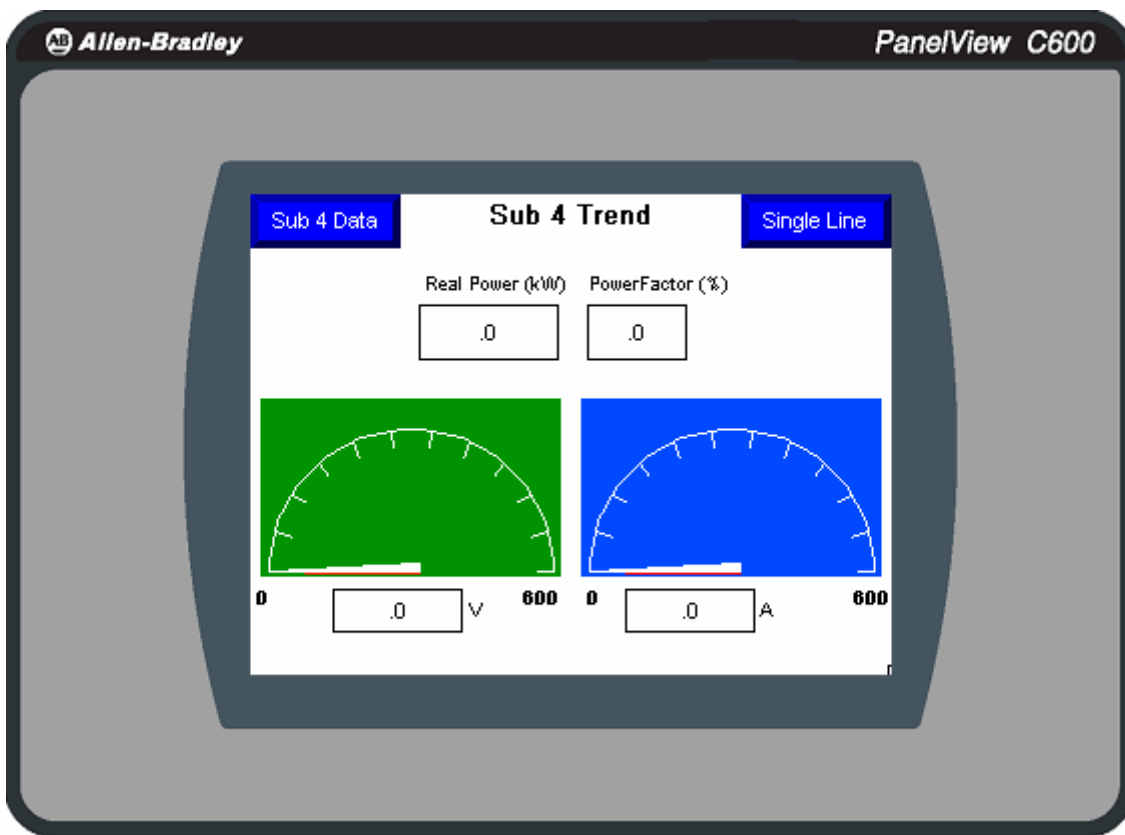 AB Allen-Bradley
PanelView C600
Sub 4 Data
Sub 4 Trend
Single Line
Real Power (kW) PowerFactor (%)
.0 .0
0 .0 V 600 0 .0 A 600